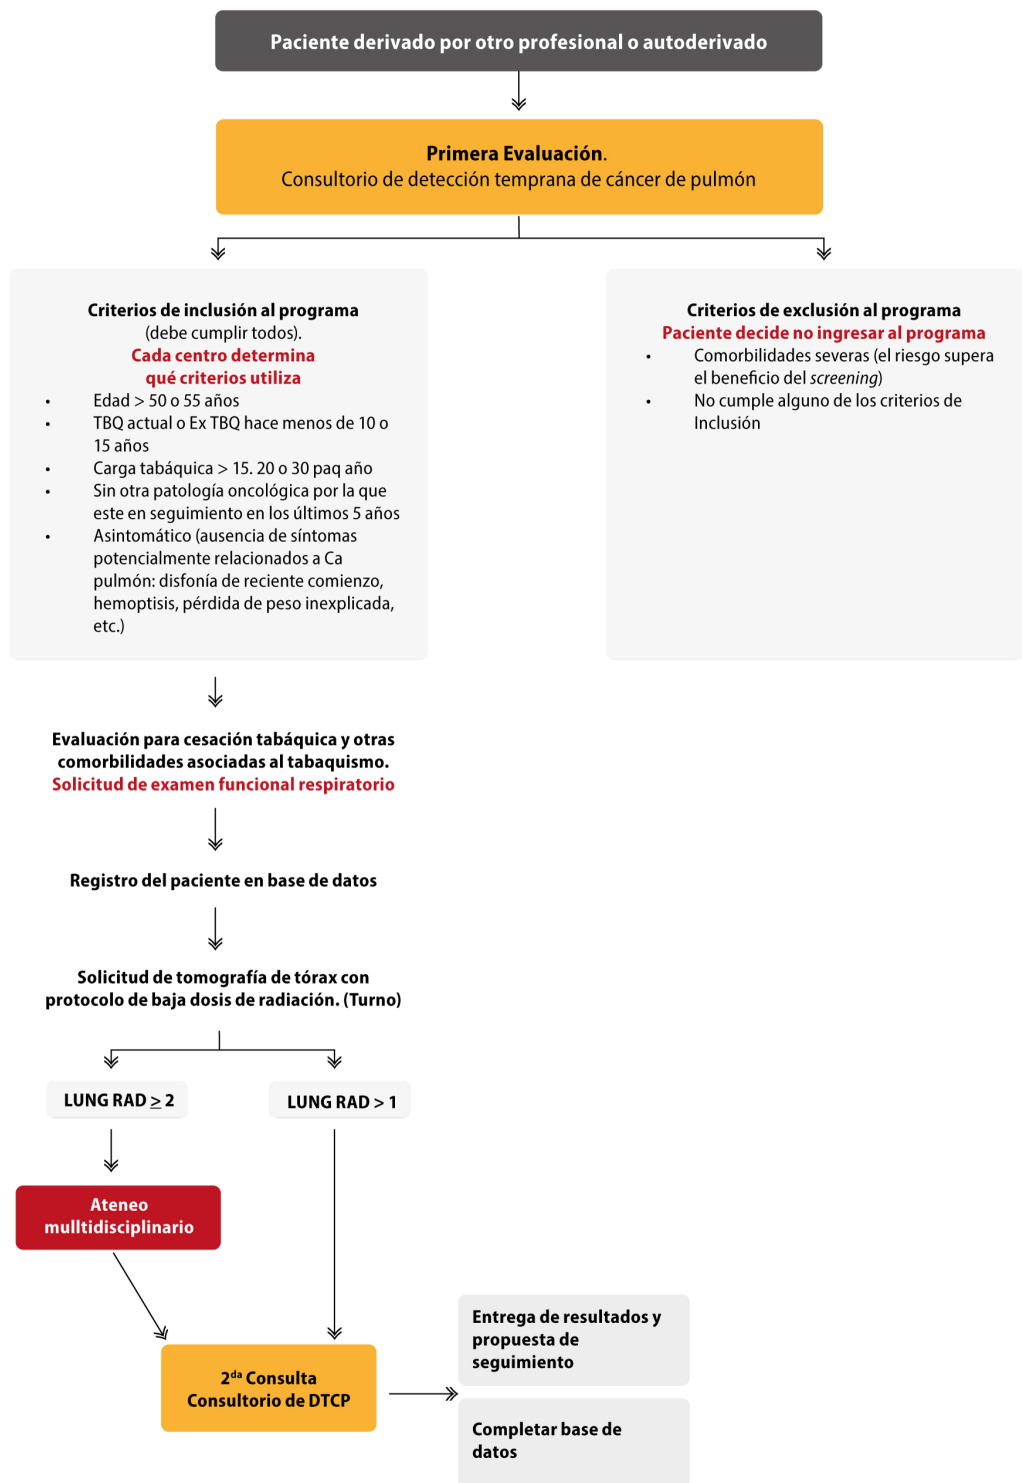 Paciente derivado por otro profesional o autoderivado
Primera Evaluación.
Consultorio de detección temprana de cáncer de pulmón
Criterios de inclusión al programa
(debe cumplir todos).
Cada centro determina
qué criterios utiliza
• Edad > 50 o 55 años
• TBQ actual o Ex TBQ hace menos de 10 o
15 años
• Carga tabáquica > 15. 20 o 30 paq año
• Sin otra patología oncológica por la que
este en seguimiento en los últimos 5 años
• Asintomático (ausencia de síntomas
potencialmente relacionados a Ca
pulmón: disfonía de reciente comienzo,
hemoptisis, pérdida de peso inexplicada,
etc.)
Criterios de exclusión al programa
Paciente decide no ingresar al programa
• Comorbilidades severas (el riesgo supera
el beneficio del screening)
• No cumple alguno de los criterios de
Inclusión
Evaluación para cesación tabáquica y otras
comorbilidades asociadas al tabaquismo.
Solicitud de examen funcional respiratorio
Registro del paciente en base de datos
Solicitud de tomografía de tórax con
protocolo de baja dosis de radiación. (Turno)
LUNG RAD ≥ 2
LUNG RAD > 1
Ateneo
mulltidisciplinario
2da Consulta
Consultorio de DTCP
Entrega de resultados y
propuesta de
seguimiento
Completar base de
datos